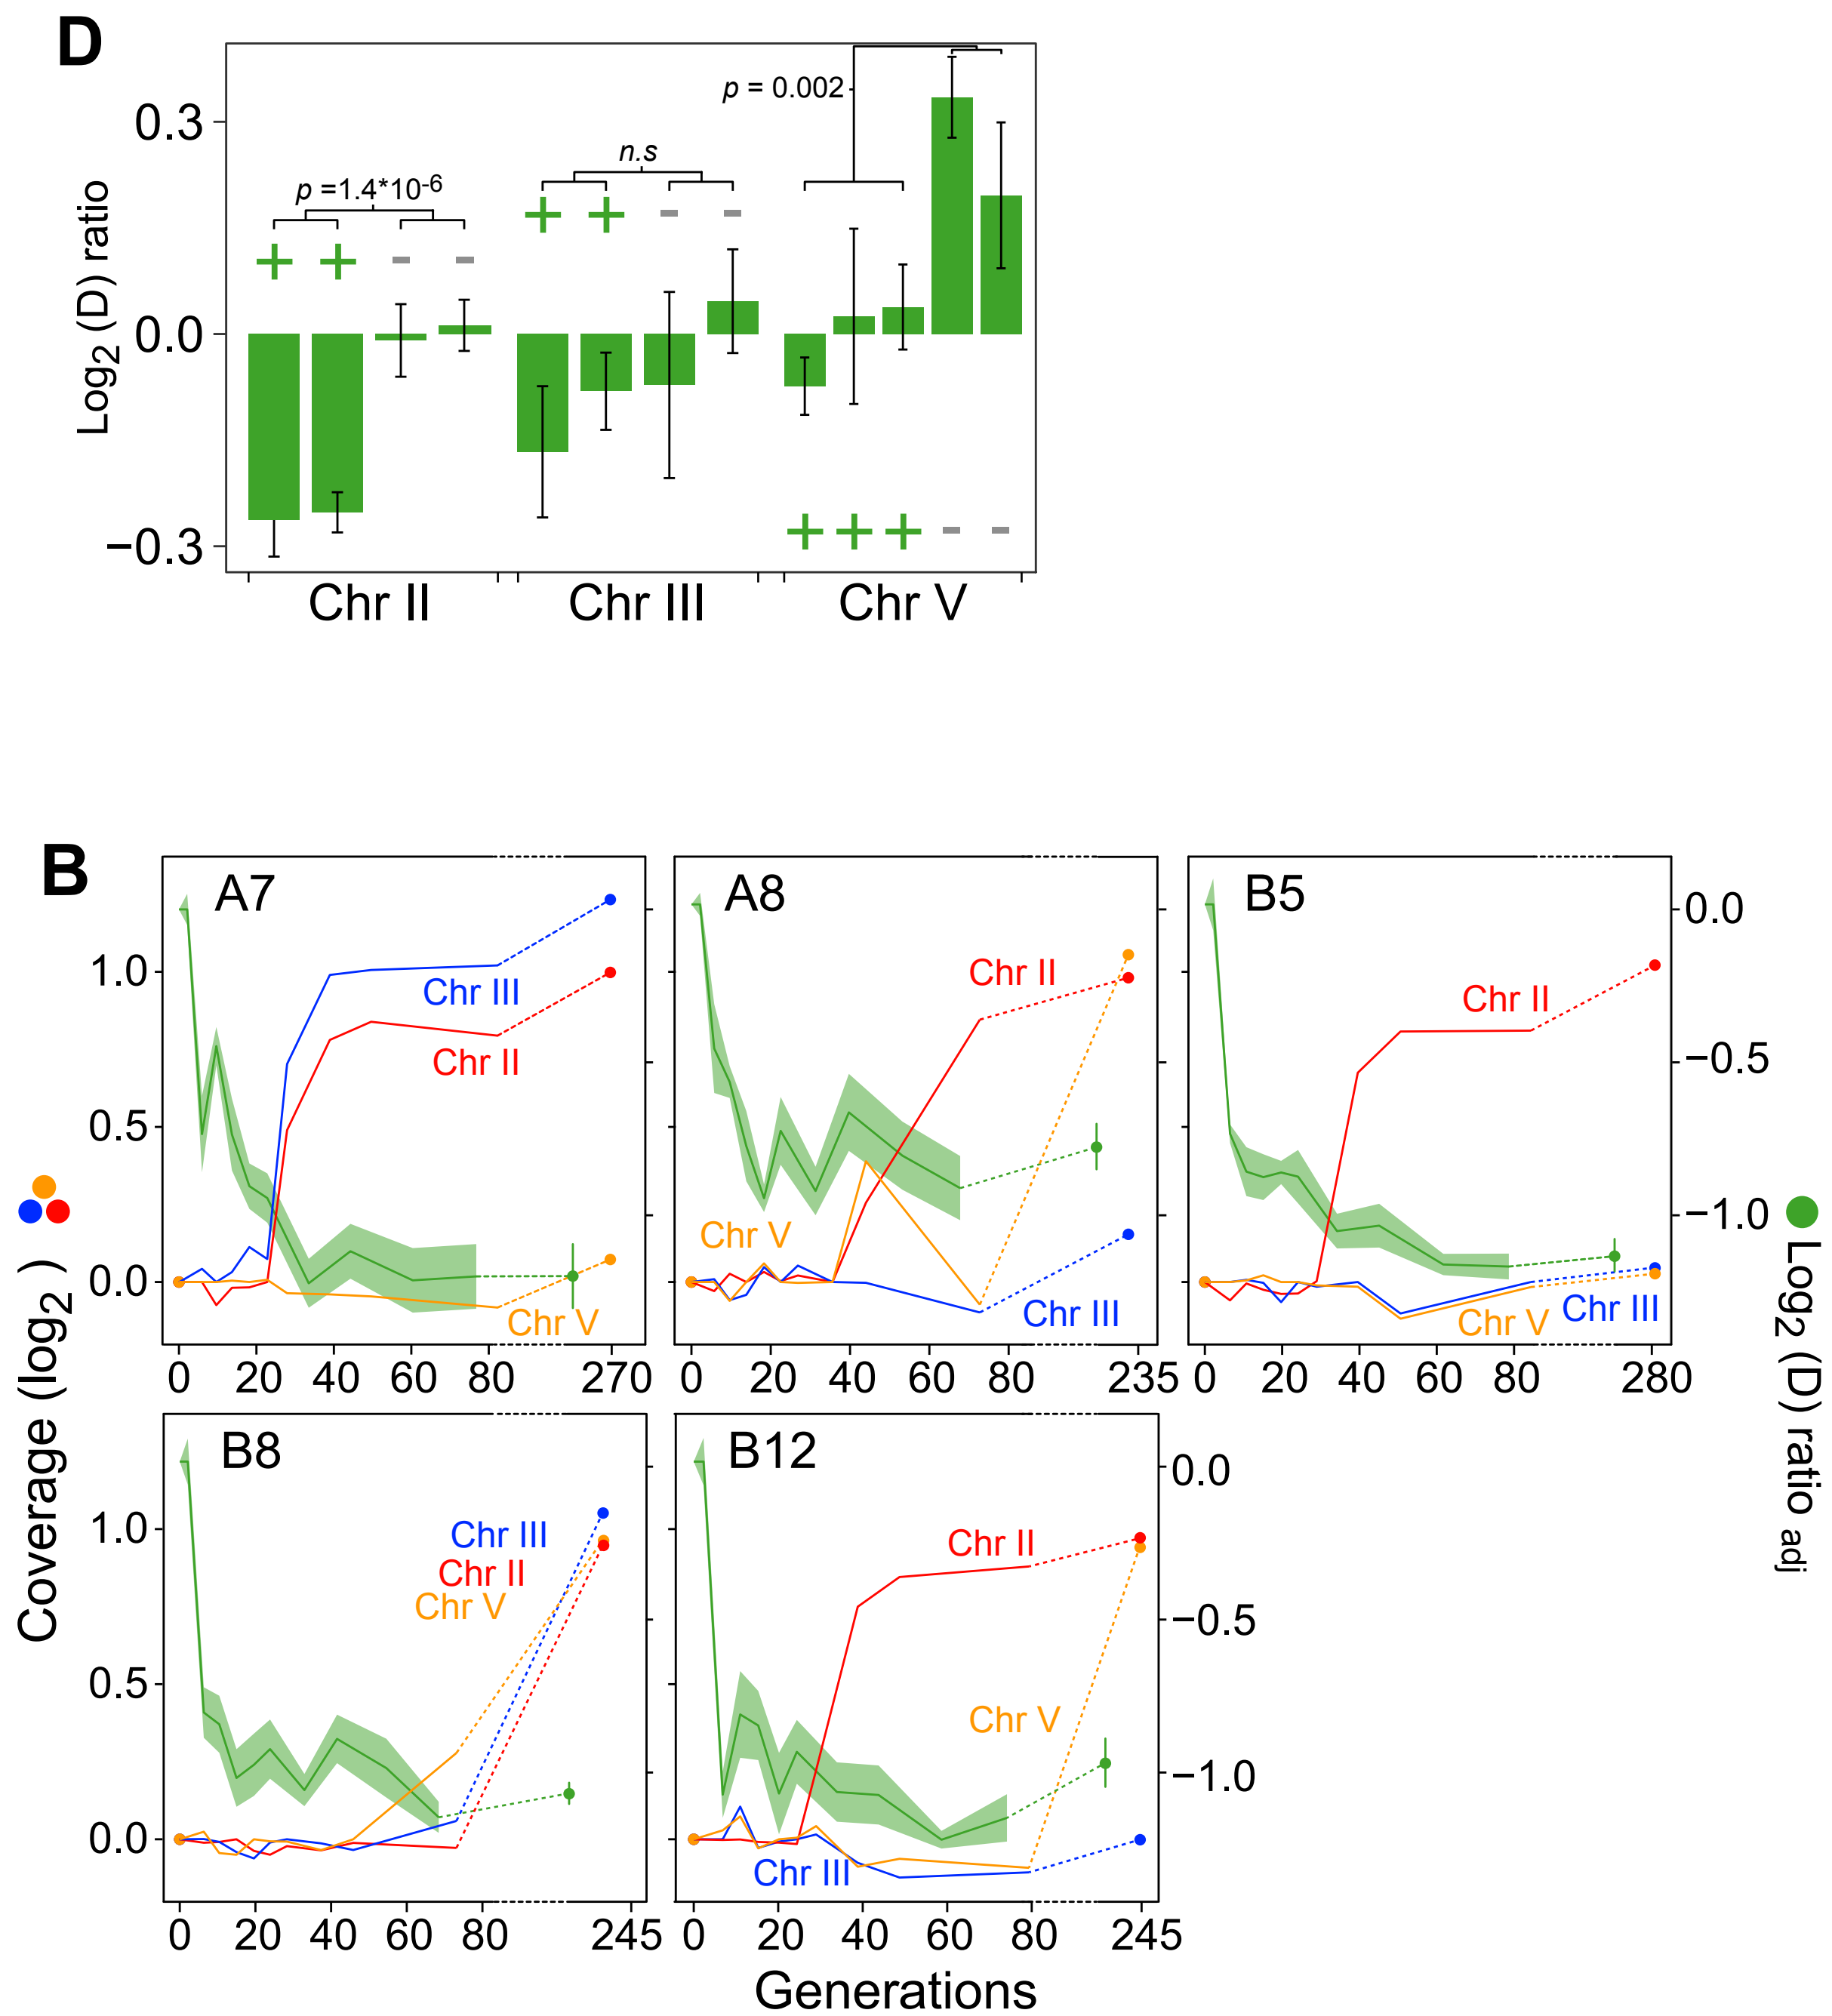 D
Log2 (D) ratio
0.3
0.0
−0.3
p =1.4*10-6
n.s
p = 0.002
+ + - -
+ + - -
+ + + - -
Chr II Chr III Chr V
B
Coverage (log2 )
Log2 (D) ratio adj
A7
1.0
0.5
0.0
Chr III
Chr II
Chr V
0 20 40 60 80 270
A8
Chr II
Chr V
Chr III
0 20 40 60 80 235
B5
0.0
−0.5
−1.0
Chr II
Chr III
Chr V
0 20 40 60 80 280
B8
1.0
0.5
0.0
Chr III
Chr II
Chr V
0 20 40 60 80 245
B12
0.0
−0.5
−1.0
Chr II
Chr V
Chr III
0 20 40 60 80 245
Generations